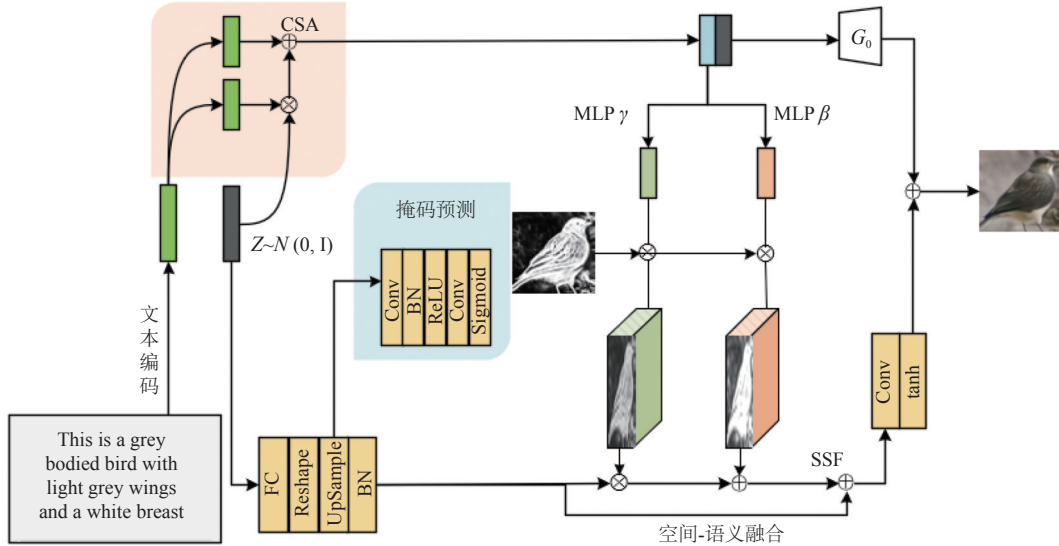 CSA
G₀
MLP γ
MLP β
Z~N (0, I)
掩码预测
Conv
BN
ReLU
Conv
Sigmoid
文本编码
This is a grey
bodied bird with
light grey wings
and a white breast
FC
Reshape
UpSample
BN
Conv
tanh
SSF
空间-语义融合